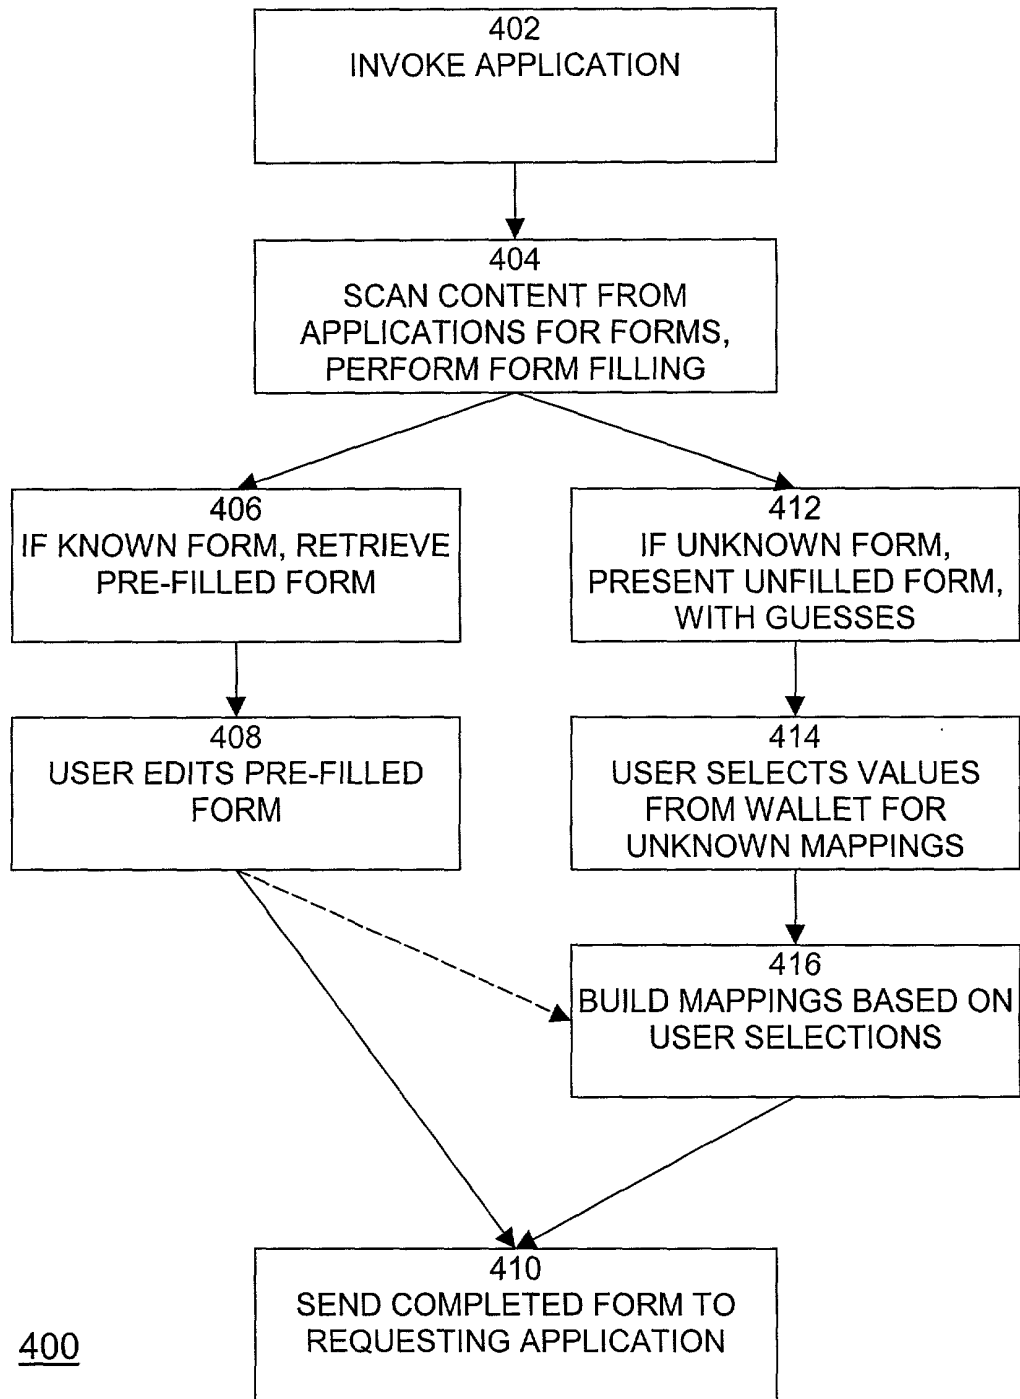 402
INVOKE APPLICATION
404
SCAN CONTENT FROM
APPLICATIONS FOR FORMS,
PERFORM FORM FILLING
406
IF KNOWN FORM, RETRIEVE
PRE-FILLED FORM
412
IF UNKNOWN FORM,
PRESENT UNFILLED FORM,
WITH GUESSES
408
USER EDITS PRE-FILLED
FORM
414
USER SELECTS VALUES
FROM WALLET FOR
UNKNOWN MAPPINGS
416
BUILD MAPPINGS BASED ON
USER SELECTIONS
410
SEND COMPLETED FORM TO
REQUESTING APPLICATION
400